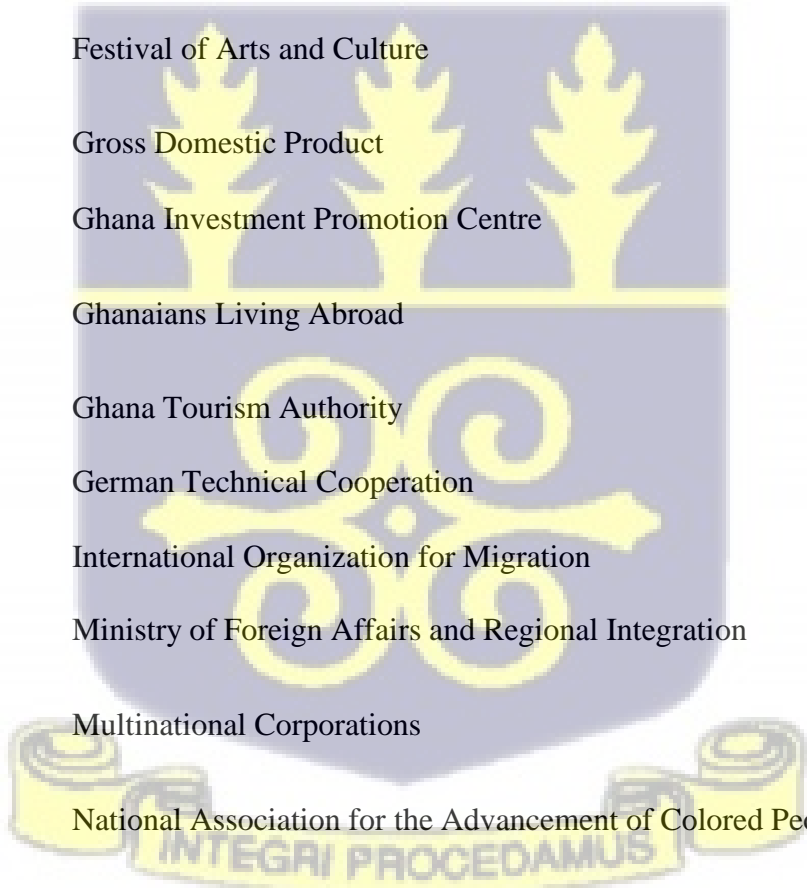 Festival of Arts and Culture
Gross Domestic Product
Ghana Investment Promotion Centre
Ghanaians Living Abroad
Ghana Tourism Authority
German Technical Cooperation
International Organization for Migration
Ministry of Foreign Affairs and Regional Integration
Multinational Corporations
National Association for the Advancement of Colored
INTEGRI PROCEDAMUS